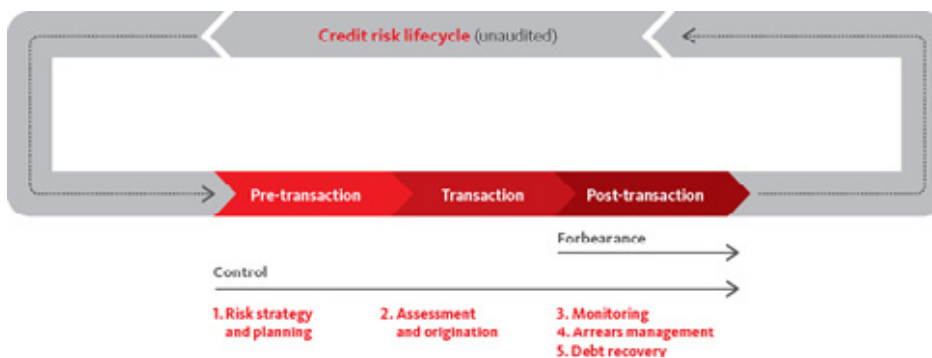 Credit risk lifecycle (unaudited)
Pre-transaction
Transaction
Post-transaction
Forbearance
Control
1. Risk strategy
and planning
2. Assessment
and origination
3. Monitoring
4. Arrears management
5. Debt recovery